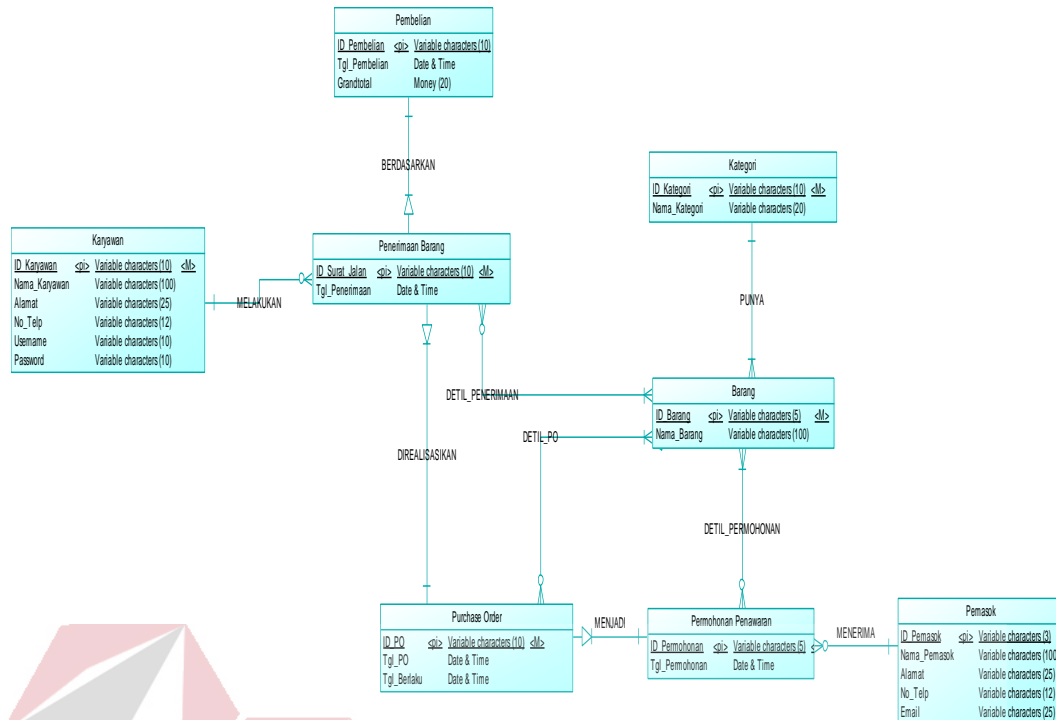 Pembelian
ID_Pembelian <pi> Variable characters (10)
Tgl_Pembelian Date & Time
Grandtotal Money (20)
BERDASARKAN
Kategori
ID_Kategori <pi> Variable characters (10) <M>
Nama_Kategori Variable characters (20)
Karyawan
ID_Karyawan <pi> Variable characters (10) <M>
Nama_Karyawan Variable characters (100)
Alamat Variable characters (25)
No_Telp Variable characters (12)
Username Variable characters (10)
Password Variable characters (10)
MELAKUKAN
Penerimaan Barang
ID_Surat_Jalan <pi> Variable characters (10) <M>
Tgl_Penerimaan Date & Time
PUNYA
DETIL_PENERIMAAN
Barang
ID_Barang <pi> Variable characters (5) <M>
Nama_Barang Variable characters (100)
DETIL_PO
DIREALISASIKAN
DETIL_PERMOHONAN
Purchase Order
ID_PO <pi> Variable characters (10) <M>
Tgl_PO Date & Time
Tgl_Berlaku Date & Time
MENJADI
Permohonan Penawaran
ID_Permohonan <pi> Variable characters (5)
Tgl_Permohonan Date & Time
MENERIMA
Pemasok
ID_Pemasok <pi> Variable characters (3)
Nama_Pemasok Variable characters (100
Alamat Variable characters (25)
No_Telp Variable characters (12)
Email Variable characters (25)